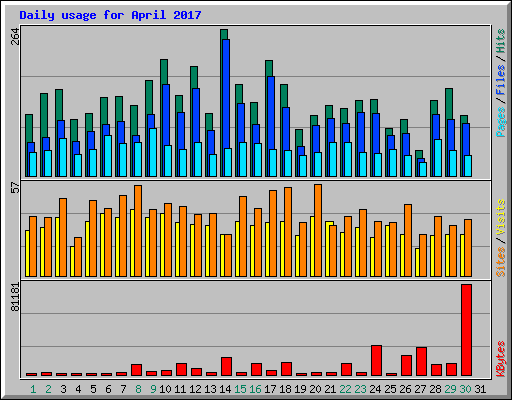 Daily usage for April 2017
264
Pages / Files / Hits
57
Sites / Visits
81181
KBytes
1 2 3 4 5 6 7 8 9 10 11 12 13 14 15 16 17 18 19 20 21 22 23 24 25 26 27 28 29 30 31